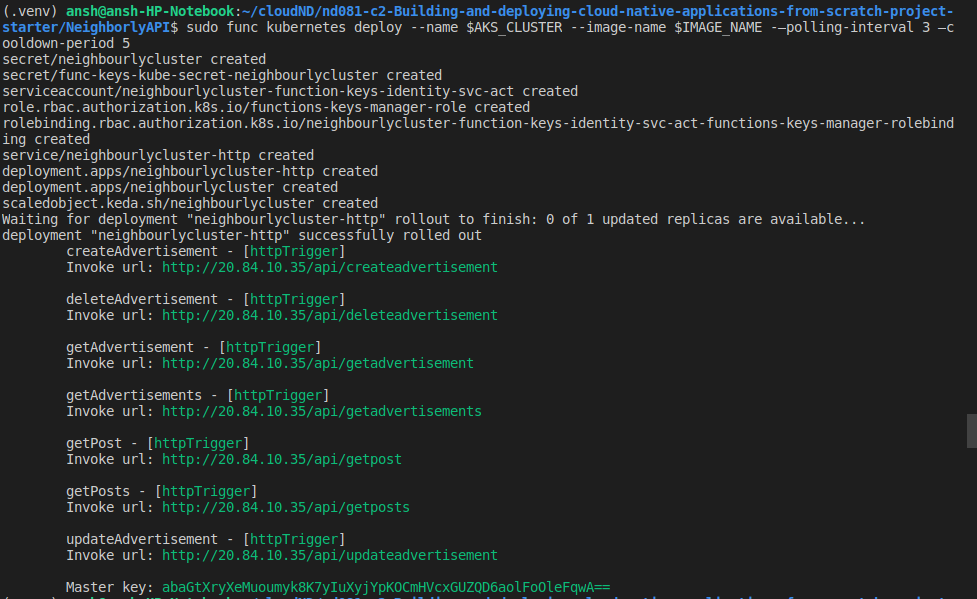 (.venv) ansh@ansh-HP-Notebook:~/cloudND/nd081-c2-Building-and-deploying-cloud-native-applications-from-scratch-project-
starter/NeighborlyAPI$ sudo func kubernetes deploy --name $AKS_CLUSTER --image-name $IMAGE_NAME -—polling-interval 3 —c
ooldown-period 5
secret/neighbourlycluster created
secret/func-keys-kube-secret-neighbourlycluster created
serviceaccount/neighbourlycluster-function-keys-identity-svc-act created
role.rbac.authorization.k8s.io/functions-keys-manager-role created
rolebinding.rbac.authorization.k8s.io/neighbourlycluster-function-keys-identity-svc-act-functions-keys-manager-rolebind
ing created
service/neighbourlycluster-http created
deployment.apps/neighbourlycluster-http created
deployment.apps/neighbourlycluster created
scaledobject.keda.sh/neighbourlycluster created
Waiting for deployment "neighbourlycluster-http" rollout to finish: 0 of 1 updated replicas are available...
deployment "neighbourlycluster-http" successfully rolled out
createAdvertisement - [httpTrigger]
Invoke url: http://20.84.10.35/api/createadvertisement
deleteAdvertisement - [httpTrigger]
Invoke url: http://20.84.10.35/api/deleteadvertisement
getAdvertisement - [httpTrigger]
Invoke url: http://20.84.10.35/api/getadvertisement
getAdvertisements - [httpTrigger]
Invoke url: http://20.84.10.35/api/getadvertisements
getPost - [httpTrigger]
Invoke url: http://20.84.10.35/api/getpost
getPosts - [httpTrigger]
Invoke url: http://20.84.10.35/api/getposts
updateAdvertisement - [httpTrigger]
Invoke url: http://20.84.10.35/api/updateadvertisement
Master key: abaGtXryXeMuoumyk8K7yIuXyjYpKOCmHVcxGUZQD6aolFoOleFqwA==